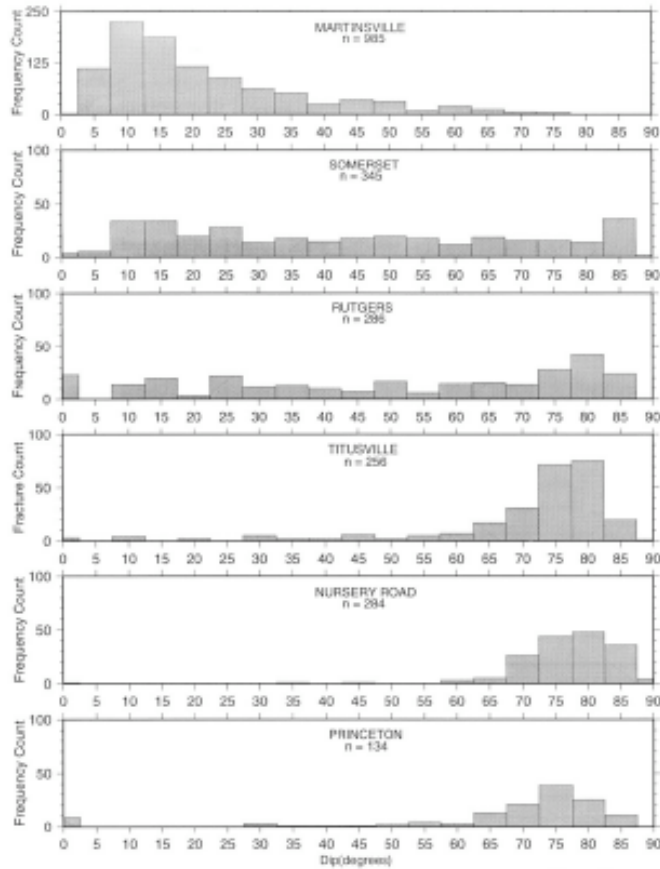 250
MARTINSVILLE
n = 985
125
Frequency Count
0 5 10 15 20 25 30 35 40 45 50 55 60 65 70 75 80 85 90
100
SOMERSET
n = 345
50
Frequency Count
0
0 5 10 15 20 25 30 35 40 45 50 55 60 65 70 75 80 85 90
100
RUTGERS
n = 286
50
Frequency Count
0
0 5 10 15 20 25 30 35 40 45 50 55 60 65 70 75 80 85 90
100
TITUSVILLE
n = 256
50
Fracture Count
0
0 5 10 15 20 25 30 35 40 45 50 55 60 65 70 75 80 85 90
100
NURSERY ROAD
n = 284
50
Frequency Count
0
0 5 10 15 20 25 30 35 40 45 50 55 60 65 70 75 80 85 90
100
PRINCETON
n = 134
50
Frequency Count
0
0 5 10 15 20 25 30 35 40 45 50 55 60 65 70 75 80 85 90
Dip(degrees)